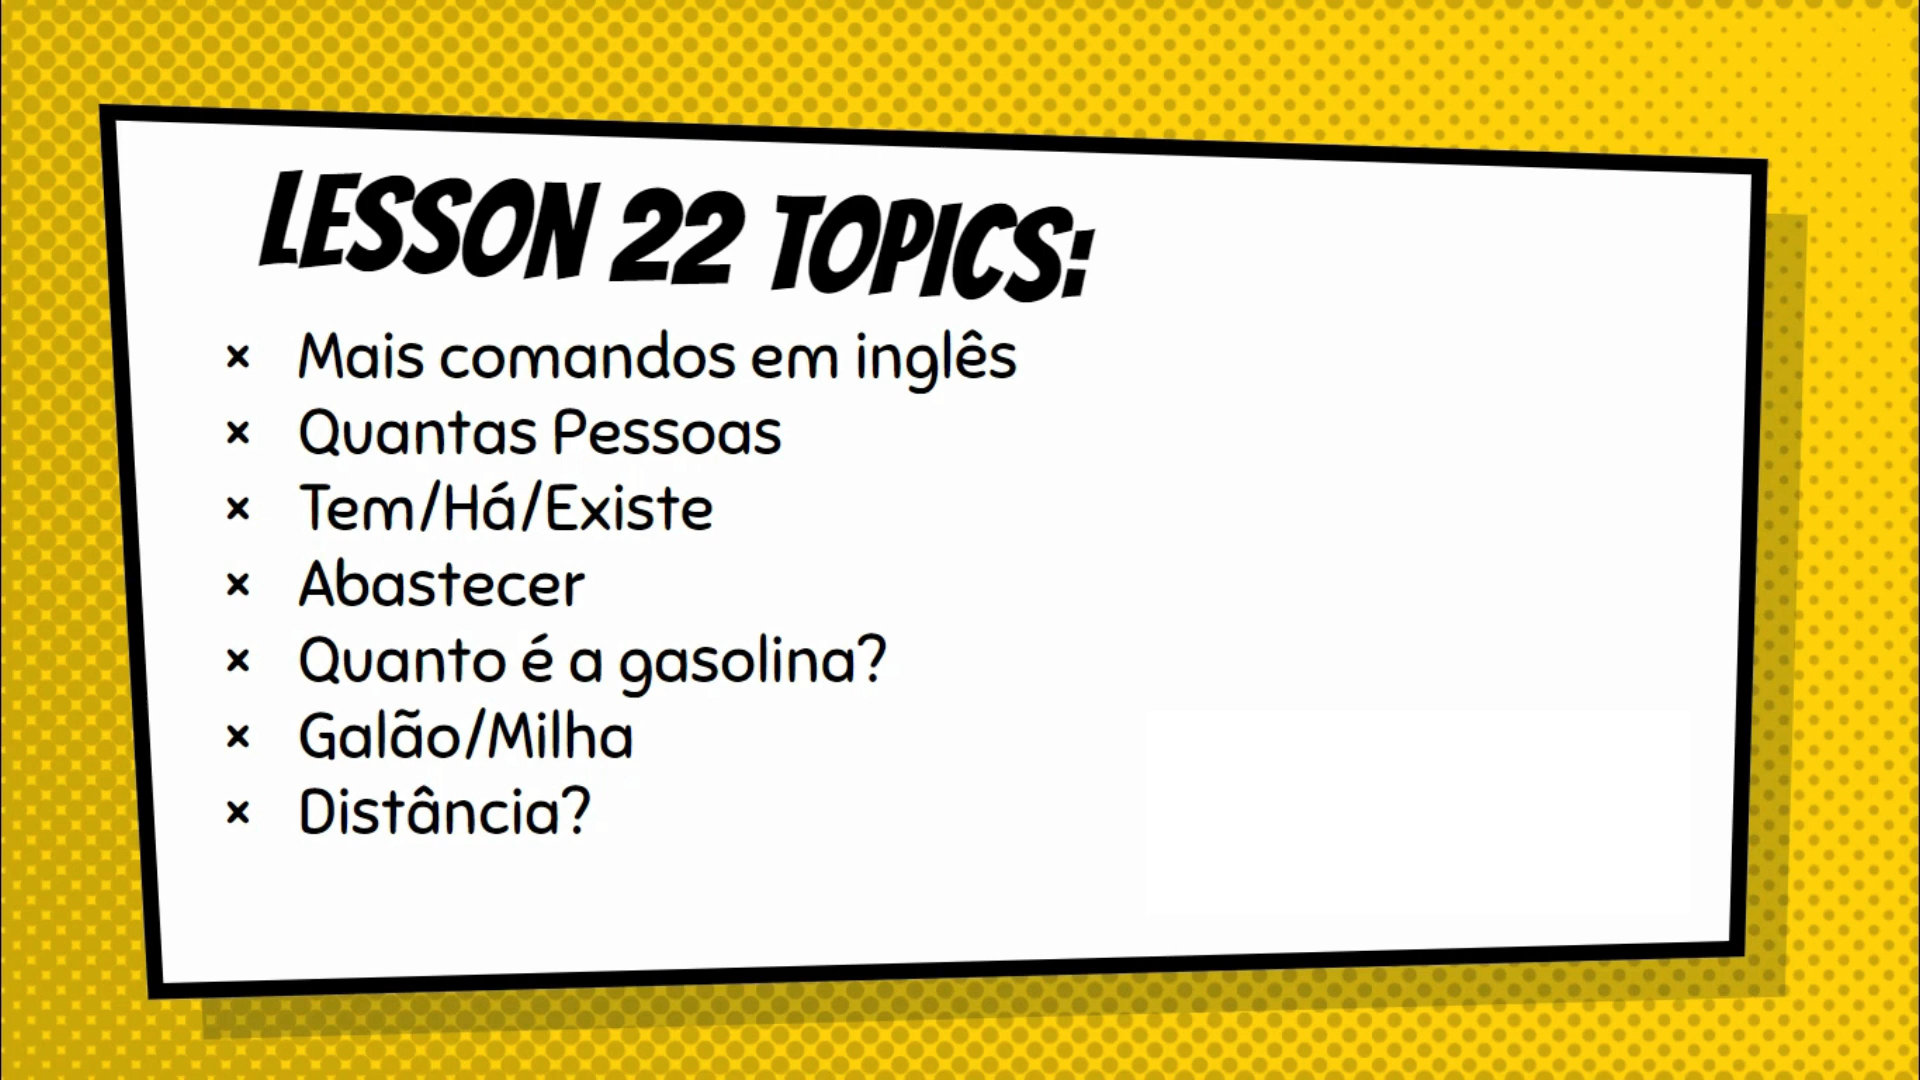 LESSON 22 TOPICS:
× Mais comandos em inglês
× Quantas Pessoas
× Tem/Há/Existe
× Abastecer
× Quanto é a gasolina?
× Galão/Milha
× Distância?